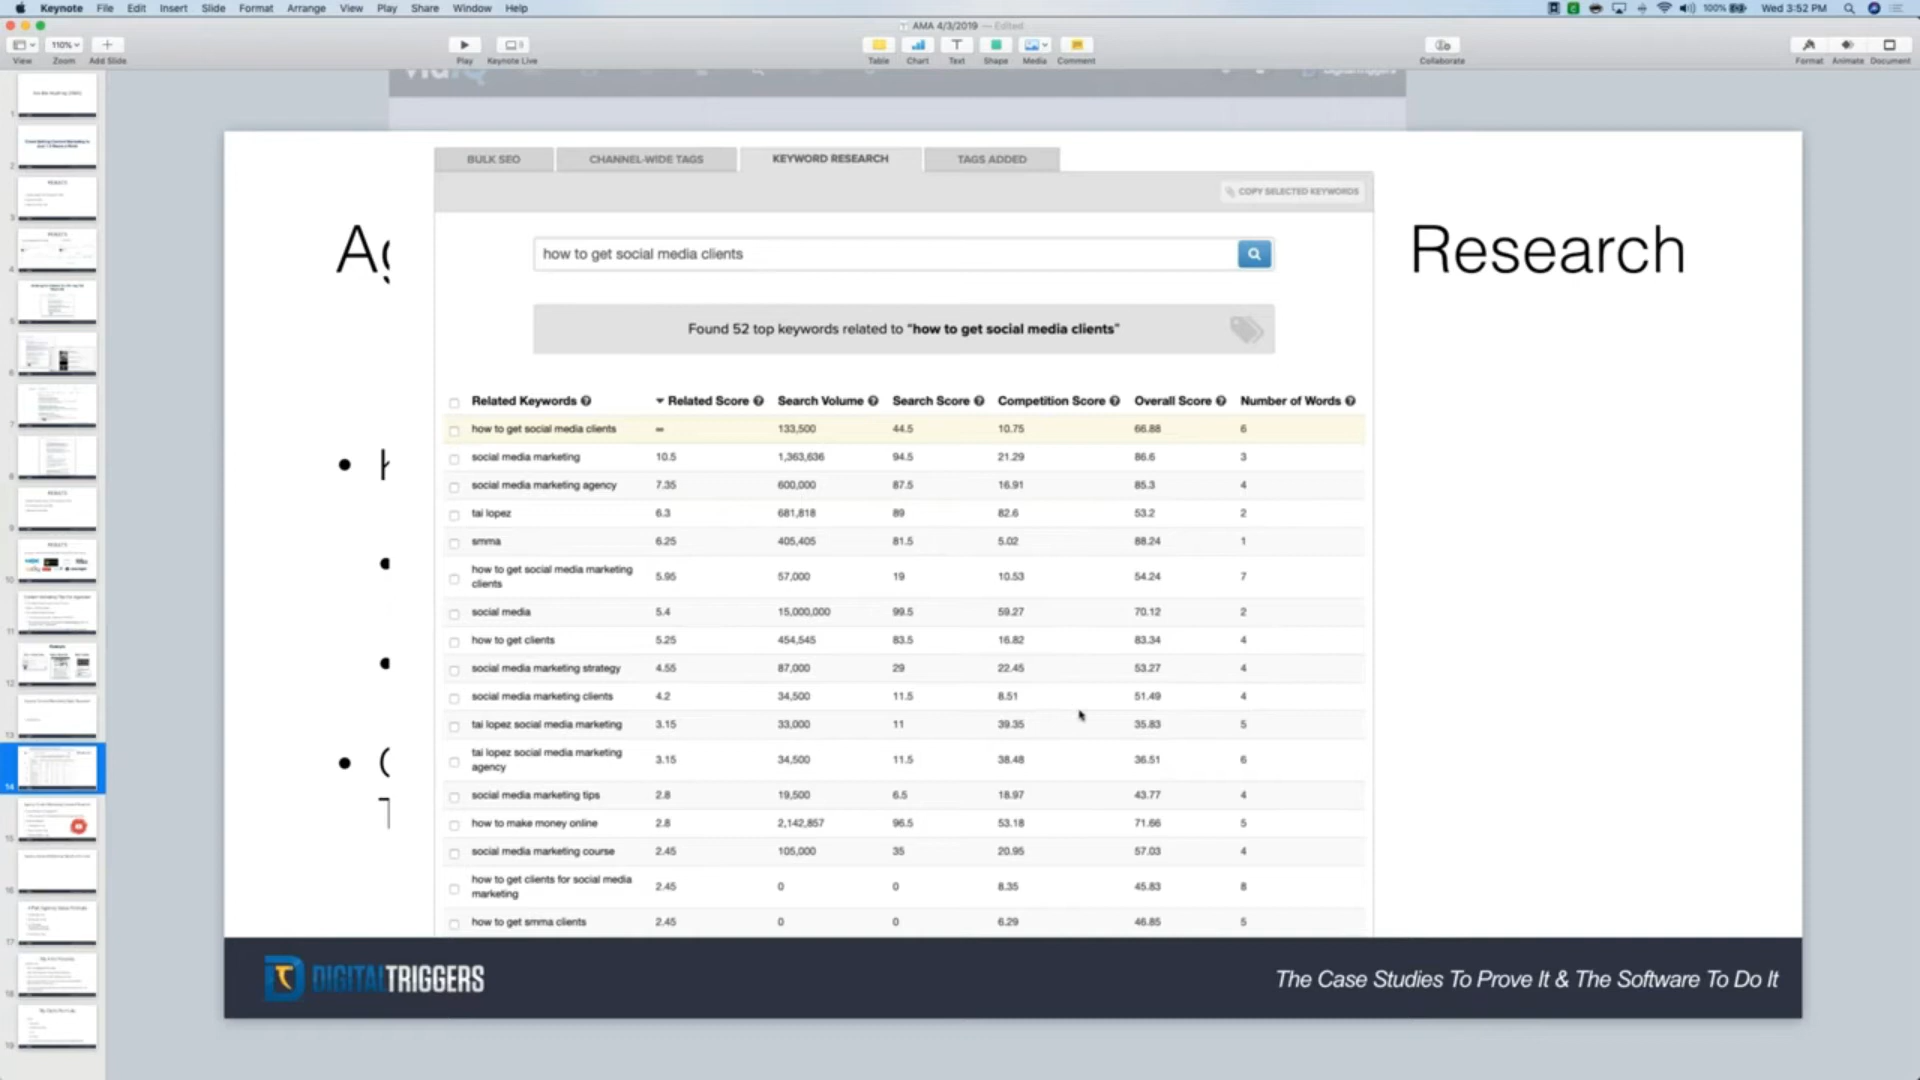 Keynote File Edit Insert Slide Format Arrange View Play Share Window Help 100% Wed 3:52 PM
AMA 4/3/2019 — Edited
110%
View Zoom Add Slide Play Keynote Live Table Chart Text Shape Media Comment Collaborate Format Animate Document
BULK SEO CHANNEL-WIDE TAGS KEYWORD RESEARCH TAGS ADDED
COPY SELECTED KEYWORDS
how to get social media clients
Research
Found 52 top keywords related to "how to get social media clients"
Related Keywords Related Score Search Volume Search Score Competition Score Overall Score Number of Words
how to get social media clients ∞ 133,500 44.5 10.75 66.88 6
social media marketing 10.5 1,363,636 94.5 21.29 86.6 3
social media marketing agency 7.35 600,000 87.5 16.91 85.3 4
tai lopez 6.3 681,818 89 82.6 53.2 2
smma 6.25 405,405 81.5 5.02 88.24 1
how to get social media marketing
clients 5.95 57,000 19 10.53 54.24 7
social media 5.4 15,000,000 99.5 59.27 70.12 2
how to get clients 5.25 454,545 83.5 16.82 83.34 4
social media marketing strategy 4.55 87,000 29 22.45 53.27 4
social media marketing clients 4.2 34,500 11.5 8.51 51.49 4
tai lopez social media marketing 3.15 33,000 11 39.35 35.83 5
tai lopez social media marketing
agency 3.15 34,500 11.5 38.48 36.51 6
social media marketing tips 2.8 19,500 6.5 18.97 43.77 4
how to make money online 2.8 2,142,857 96.5 53.18 71.66 5
social media marketing course 2.45 105,000 35 20.95 57.03 4
how to get clients for social media
marketing 2.45 0 0 8.35 45.83 8
how to get smma clients 2.45 0 0 6.29 46.85 5
DIGITALTRIGGERS
The Case Studies To Prove It & The Software To Do It